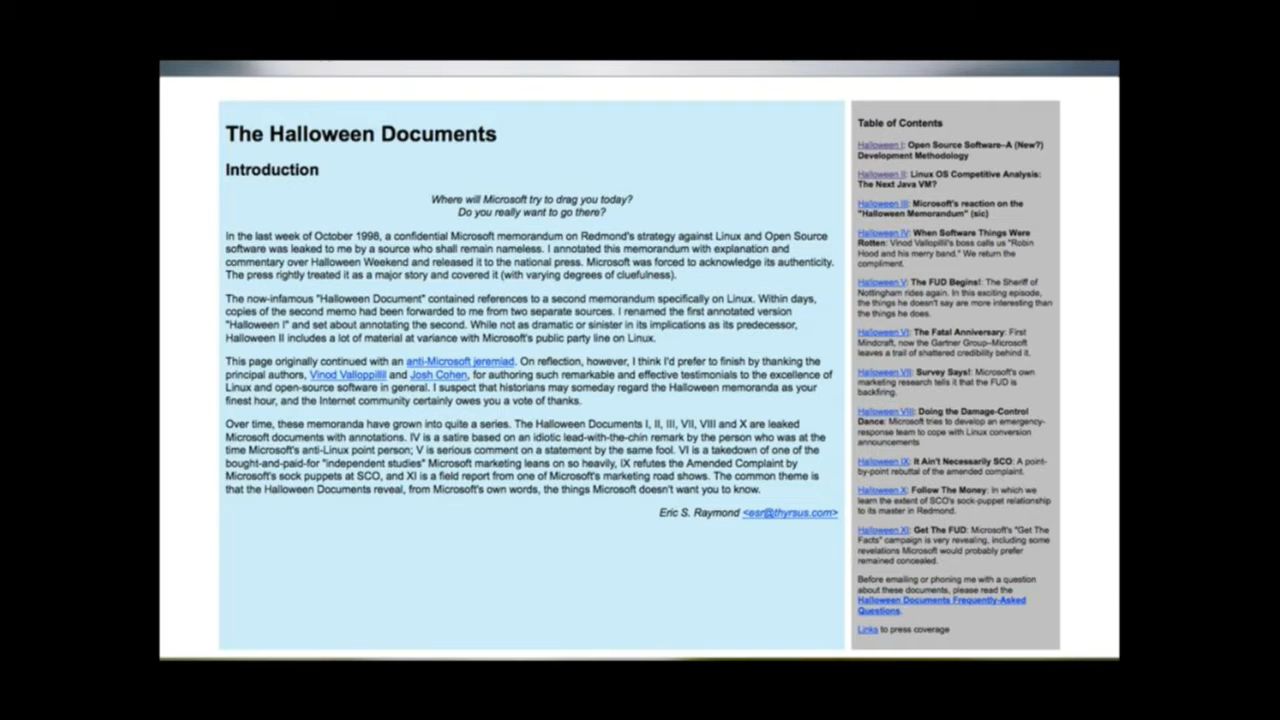 The Halloween Documents
Introduction
Where will Microsoft try to drag you today?
Do you really want to go there?
In the last week of October 1998, a confidential Microsoft memorandum on Redmond's strategy against Linux and Open Source
software was leaked to me by a source who shall remain nameless. I annotated this memorandum with explanation and
commentary over Halloween Weekend and released it to the national press. Microsoft was forced to acknowledge its authenticity.
The press rightly treated it as a major story and covered it (with varying degrees of cluefulness).
The now-infamous "Halloween Document" contained references to a second memorandum specifically on Linux. Within days,
copies of the second memo had been forwarded to me from two separate sources. I renamed the first annotated version
"Halloween I" and set about annotating the second. While not as dramatic or sinister in its implications as its predecessor,
Halloween II includes a lot of material at variance with Microsoft's public party line on Linux.
This page originally continued with an anti-Microsoft jeremiad. On reflection, however, I think I'd prefer to finish by thanking the
principal authors, Vinod Valloppillil and Josh Cohen, for authoring such remarkable and effective testimonials to the excellence of
Linux and open-source software in general. I suspect that historians may someday regard the Halloween memoranda as your
finest hour, and the Internet community certainly owes you a vote of thanks.
Over time, these memoranda have grown into quite a series. The Halloween Documents I, II, III, VII, VIII and X are leaked
Microsoft documents with annotations. IV is a satire based on an idiotic lead-with-the-chin remark by the person who was at the
time Microsoft's anti-Linux point person; V is serious comment on a statement by the same fool. VI is a takedown of one of the
bought-and-paid-for "independent studies" Microsoft marketing leans on so heavily, IX refutes the Amended Complaint by
Microsoft's sock puppets at SCO, and XI is a field report from one of Microsoft's marketing road shows. The common theme is
that the Halloween Documents reveal, from Microsoft's own words, the things Microsoft doesn't want you to know.
Eric S. Raymond <esr@thyrsus.com>
Table of Contents
Halloween I: Open Source Software--A (New?)
Development Methodology
Halloween II: Linux OS Competitive Analysis:
The Next Java VM?
Halloween III: Microsoft's reaction on the
"Halloween Memorandum" (sic)
Halloween IV: When Software Things Were
Rotten: Vinod Vallopillil's boss calls us "Robin
Hood and his merry band." We return the
compliment.
Halloween V: The FUD Begins!: The Sheriff of
Nottingham rides again. In this exciting episode,
the things he doesn't say are more interesting than
the things he does.
Halloween VI: The Fatal Anniversary: First
Mindcraft, now the Gartner Group--Microsoft
leaves a trail of shattered credibility behind it.
Halloween VII: Survey Says!: Microsoft's own
marketing research tells it that the FUD is
backfiring.
Halloween VIII: Doing the Damage-Control
Dance: Microsoft tries to develop an emergency-
response team to cope with Linux conversion
announcements
Halloween IX: It Ain't Necessarily SCO: A point-
by-point rebuttal of the amended complaint.
Halloween X: Follow The Money: In which we
learn the extent of SCO's sock-puppet relationship
to its master in Redmond.
Halloween XI: Get The FUD: Microsoft's "Get The
Facts" campaign is very revealing, including some
revelations Microsoft would probably prefer
remained concealed.
Before emailing or phoning me with a question
about these documents, please read the
Halloween Documents Frequently-Asked
Questions.
Links to press coverage